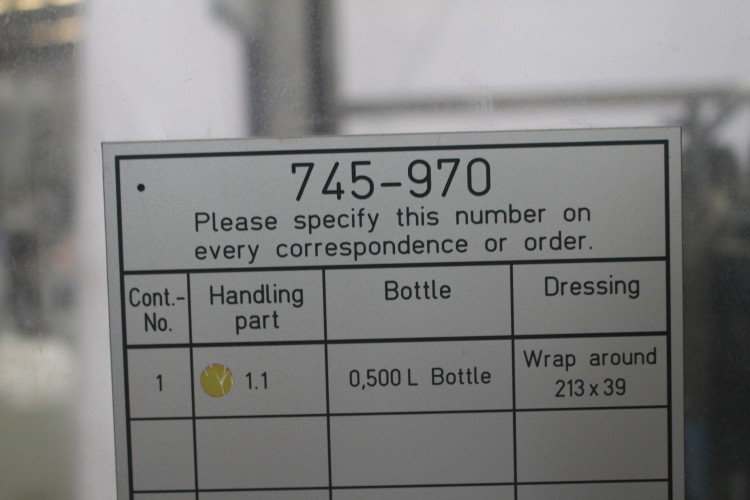 745-970
Please specify this number on
every correspondence or order.
Cont.-
No.
Handling
part
Bottle
Dressing
1
1.1
0,500 L Bottle
Wrap around
213 x 39